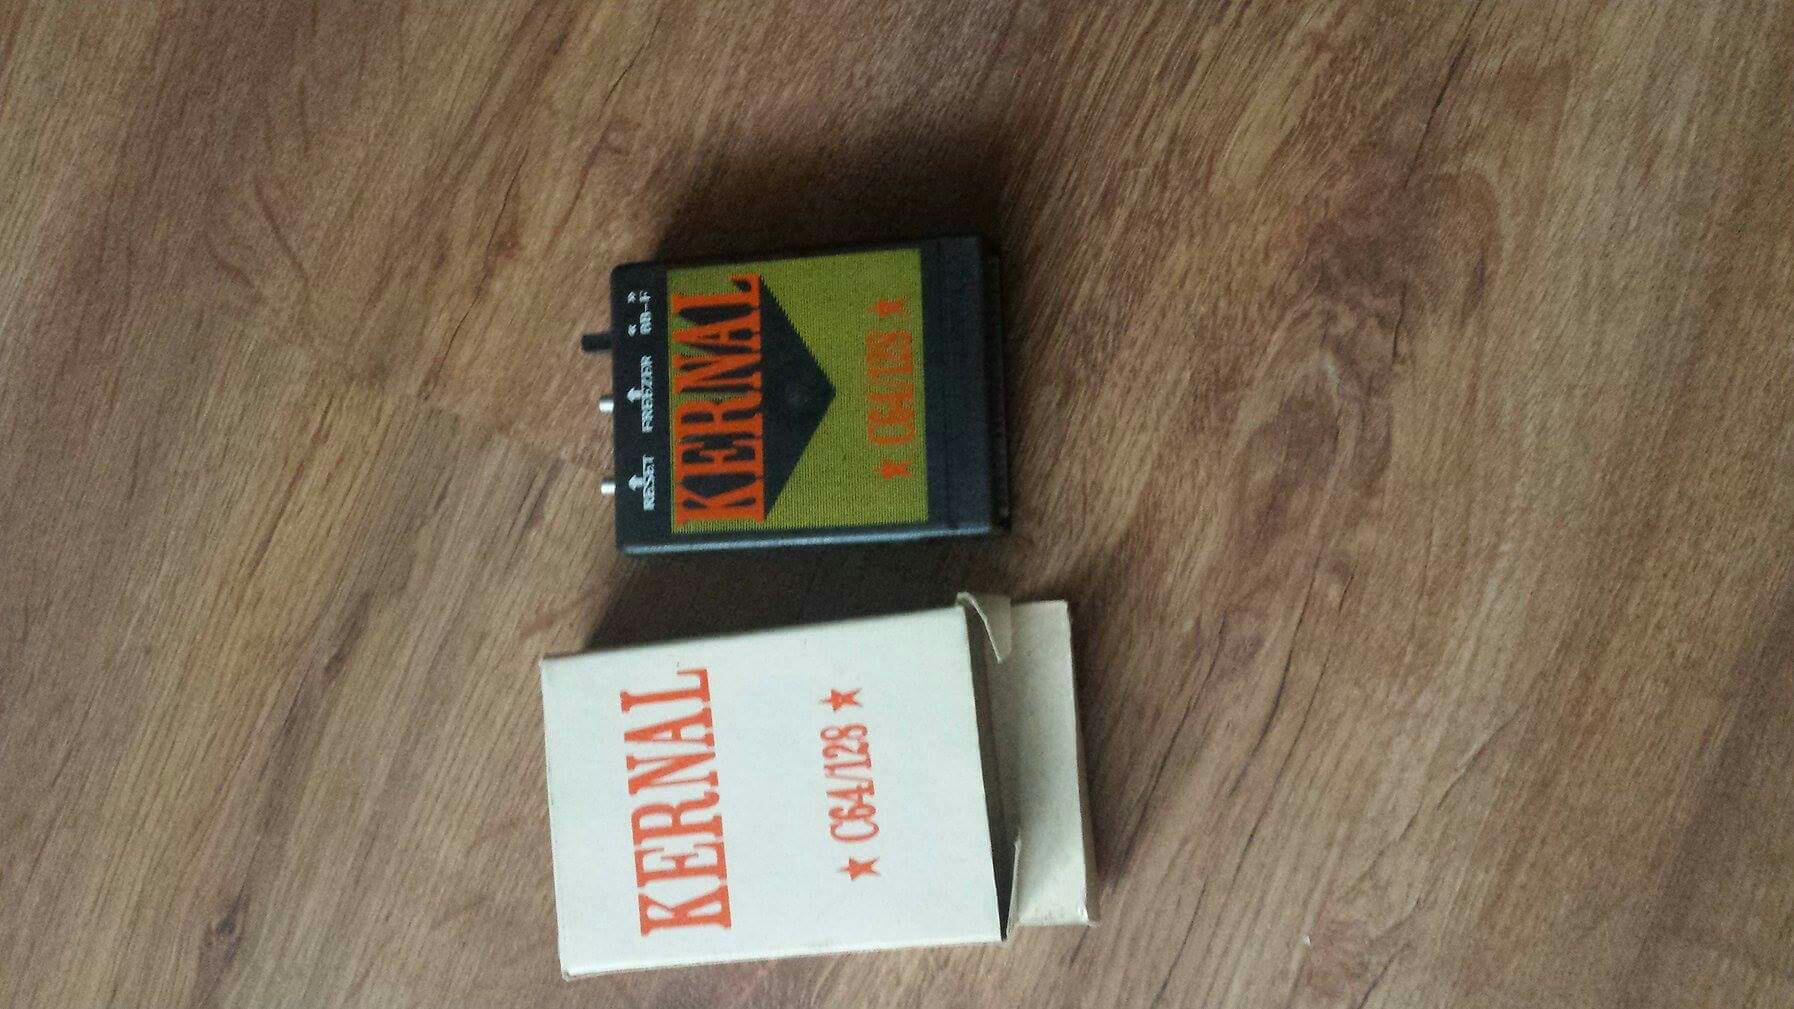 RESET FREEZER
KERNAL
★ C64/128 ★
KERNAL
★ C64/128 ★